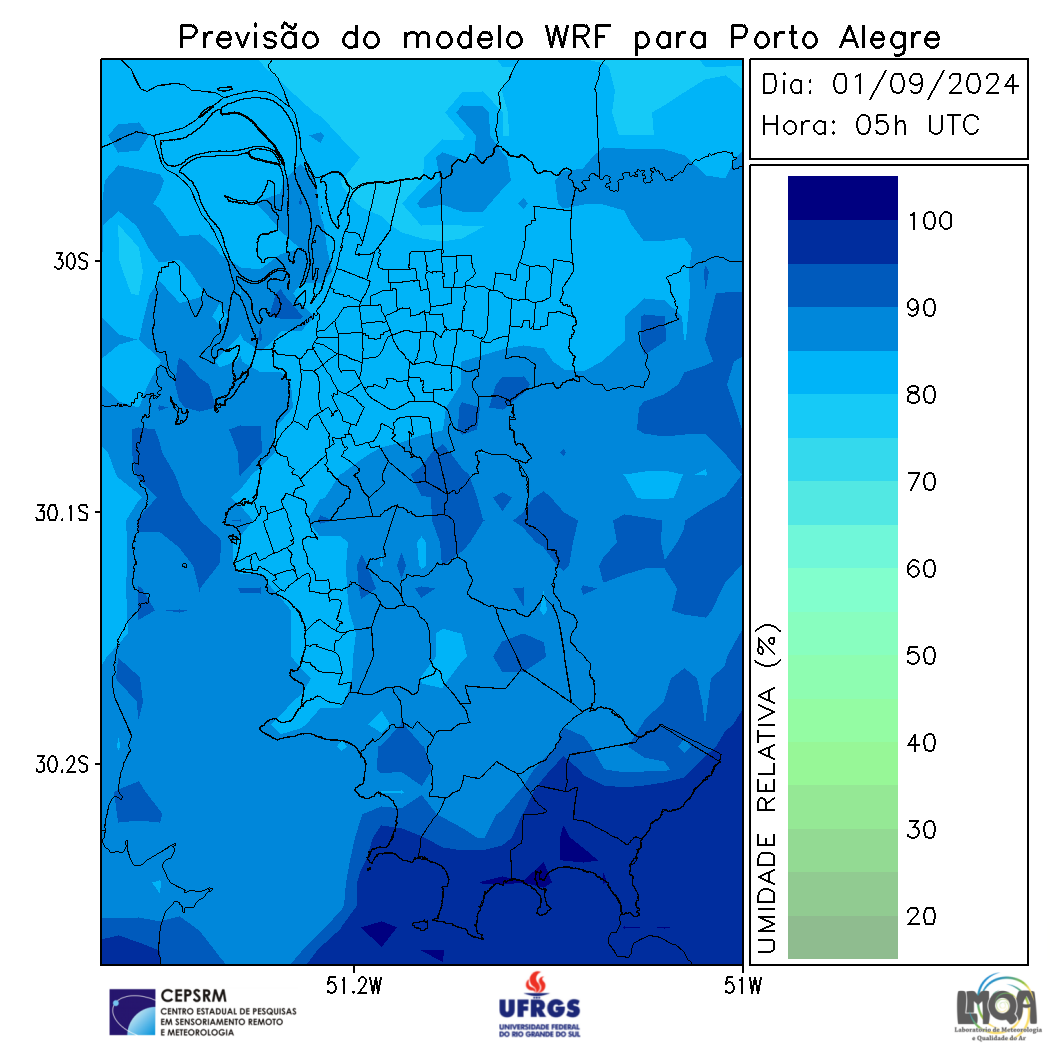 Previsão do modelo WRF para Porto Alegre
Dia: 01/09/2024
Hora: 05h UTC
30S
30.1S
30.2S
51.2W
51W
UMIDADE RELATIVA (%)
100
90
80
70
60
50
40
30
20
CEPSRM
CENTRO ESTADUAL DE PESQUISAS
EM SENSORIAMENTO REMOTO
E METEOROLOGIA
UFRGS
UNIVERSIDADE FEDERAL
DO RIO GRANDE DO SUL
LMQA
Laboratório de Meteorologia
e Qualidade do Ar